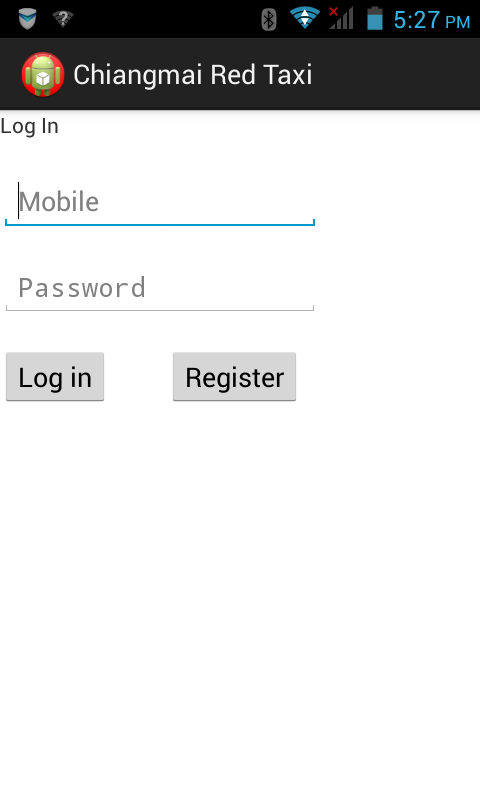 5:27 PM
Chiangmai Red Taxi
Log In
Mobile
Password
Log in Register